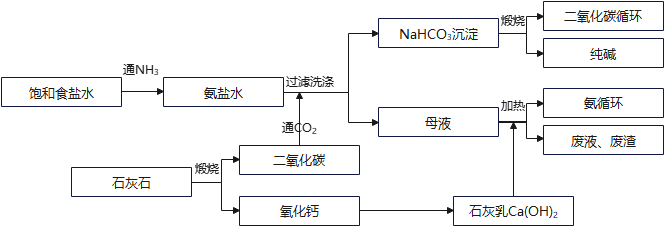 饱和食盐水
通NH3
氨盐水
过滤洗涤
通CO2
NaHCO3沉淀
煅烧
二氧化碳循环
纯碱
母液
加热
氨循环
废液、废渣
石灰石
煅烧
二氧化碳
氧化钙
石灰乳Ca(OH)2